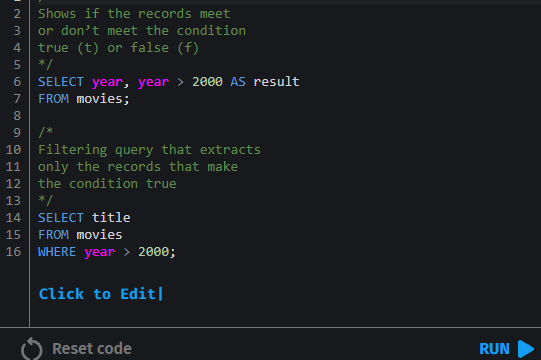 2 Shows if the records meet
3 or don’t meet the condition
4 true (t) or false (f)
5 */
6 SELECT year, year > 2000 AS result
7 FROM movies;
8
9 /*
10 Filtering query that extracts
11 only the records that make
12 the condition true
13 */
14 SELECT title
15 FROM movies
16 WHERE year > 2000;
Click to Edit
Reset code
RUN